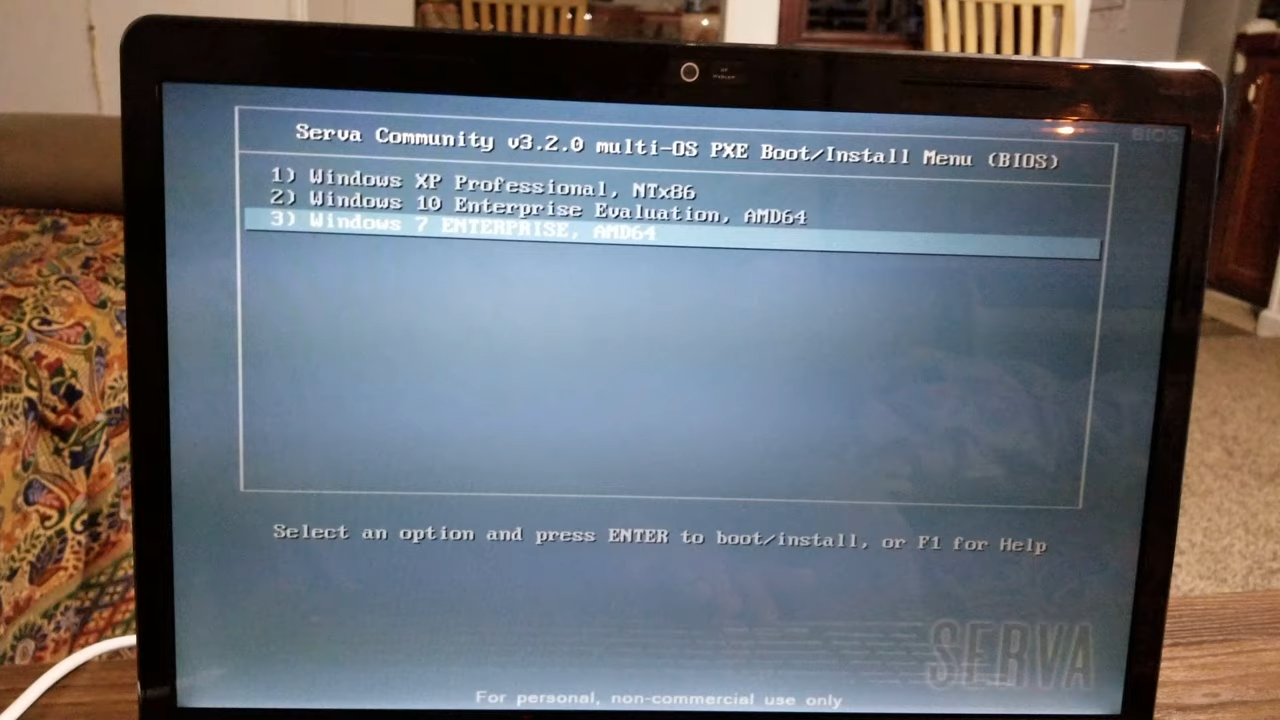 BIOS
Serva Community v3.2.0 multi-OS PXE Boot/Install Menu (BIOS)
1) Windows XP Professional, NTx86
2) Windows 10 Enterprise Evaluation, AMD64
3) Windows 7 ENTERPRISE, AMD64
Select an option and press ENTER to boot/install, or F1 for Help
SERVA
For personal, non-commercial use only